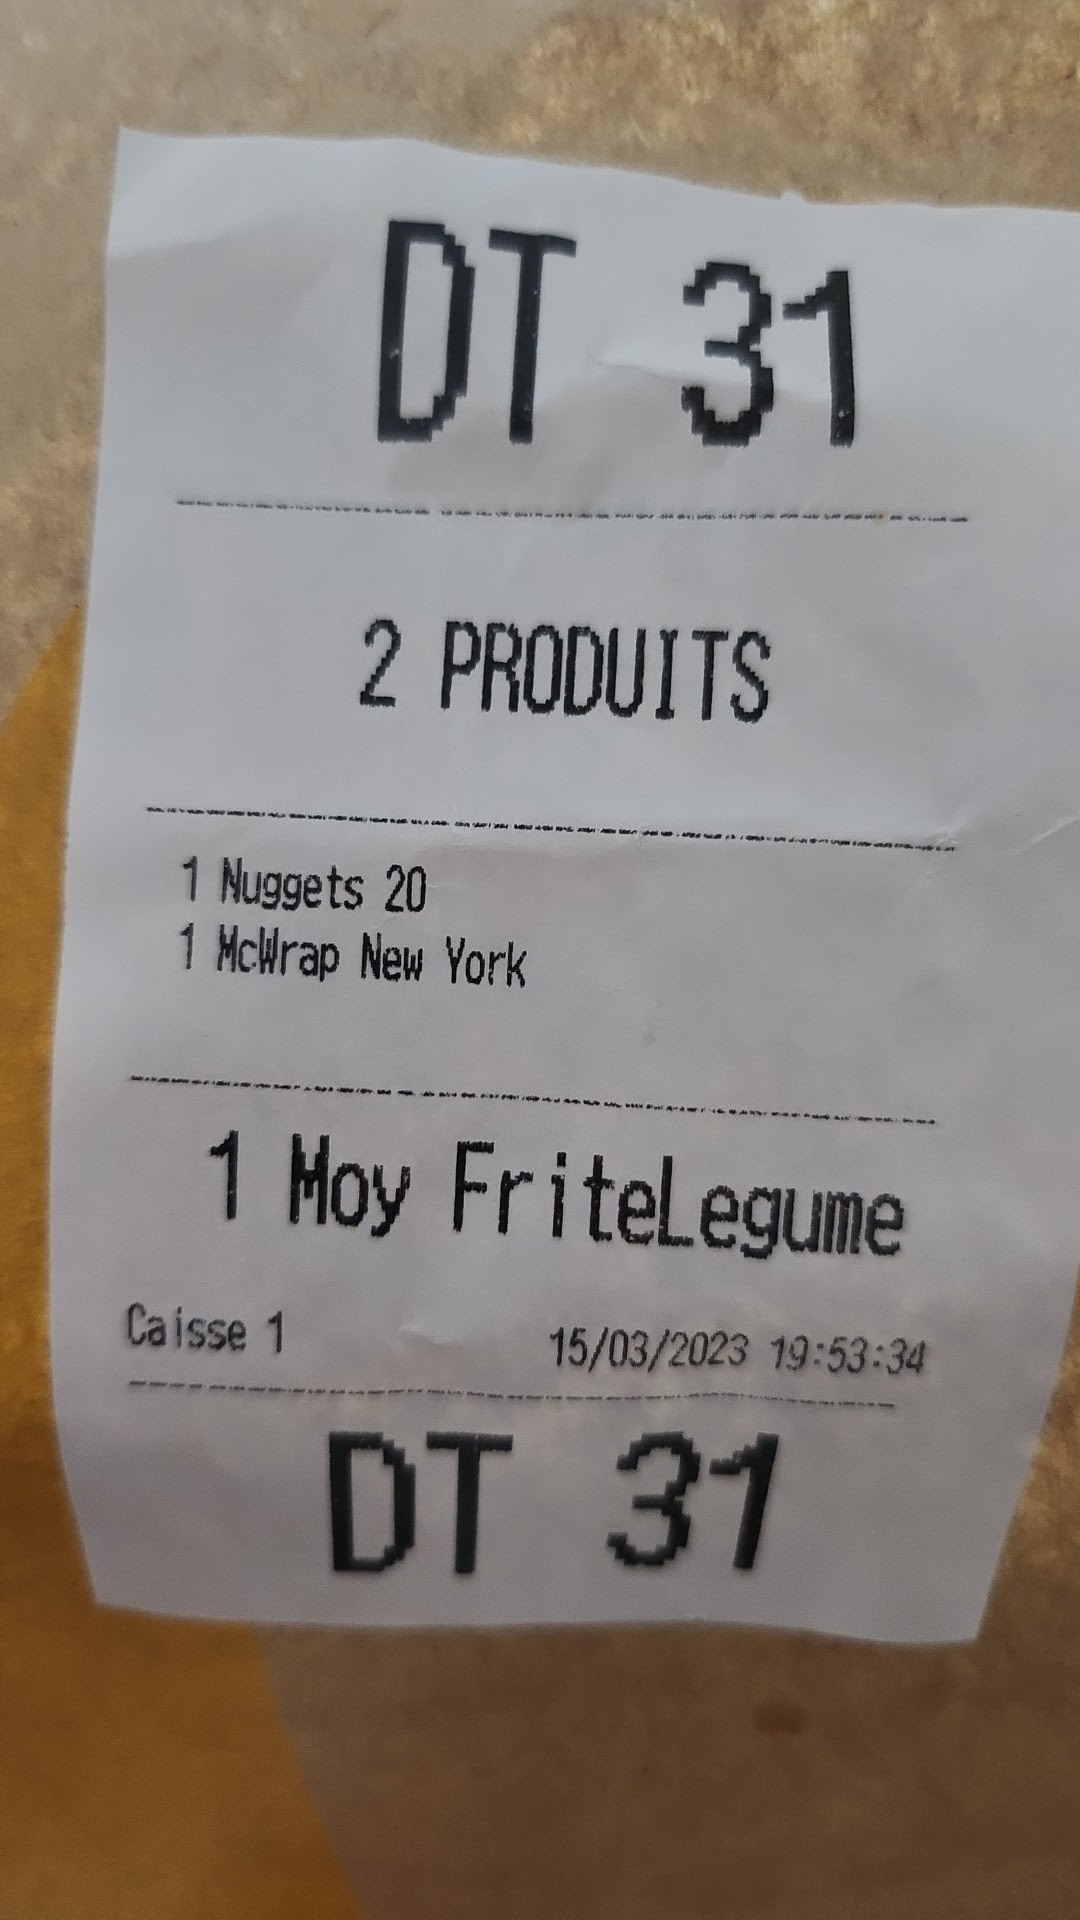 DT 31
2 PRODUITS
1 Nuggets 20
1 McWrap New York
1 Moy FriteLegume
Caisse 1 15/03/2023 19:53:34
DT 31